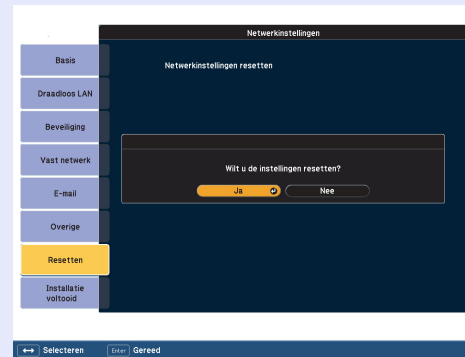 Netwerkinstellingen
Basis
Draadloos LAN
Beveiliging
Vast netwerk
E-mail
Overige
Resetten
Installatie
voltooid
Netwerkinstellingen resetten
Wilt u de instellingen resetten?
Ja Nee
Selecteren Enter Gereed